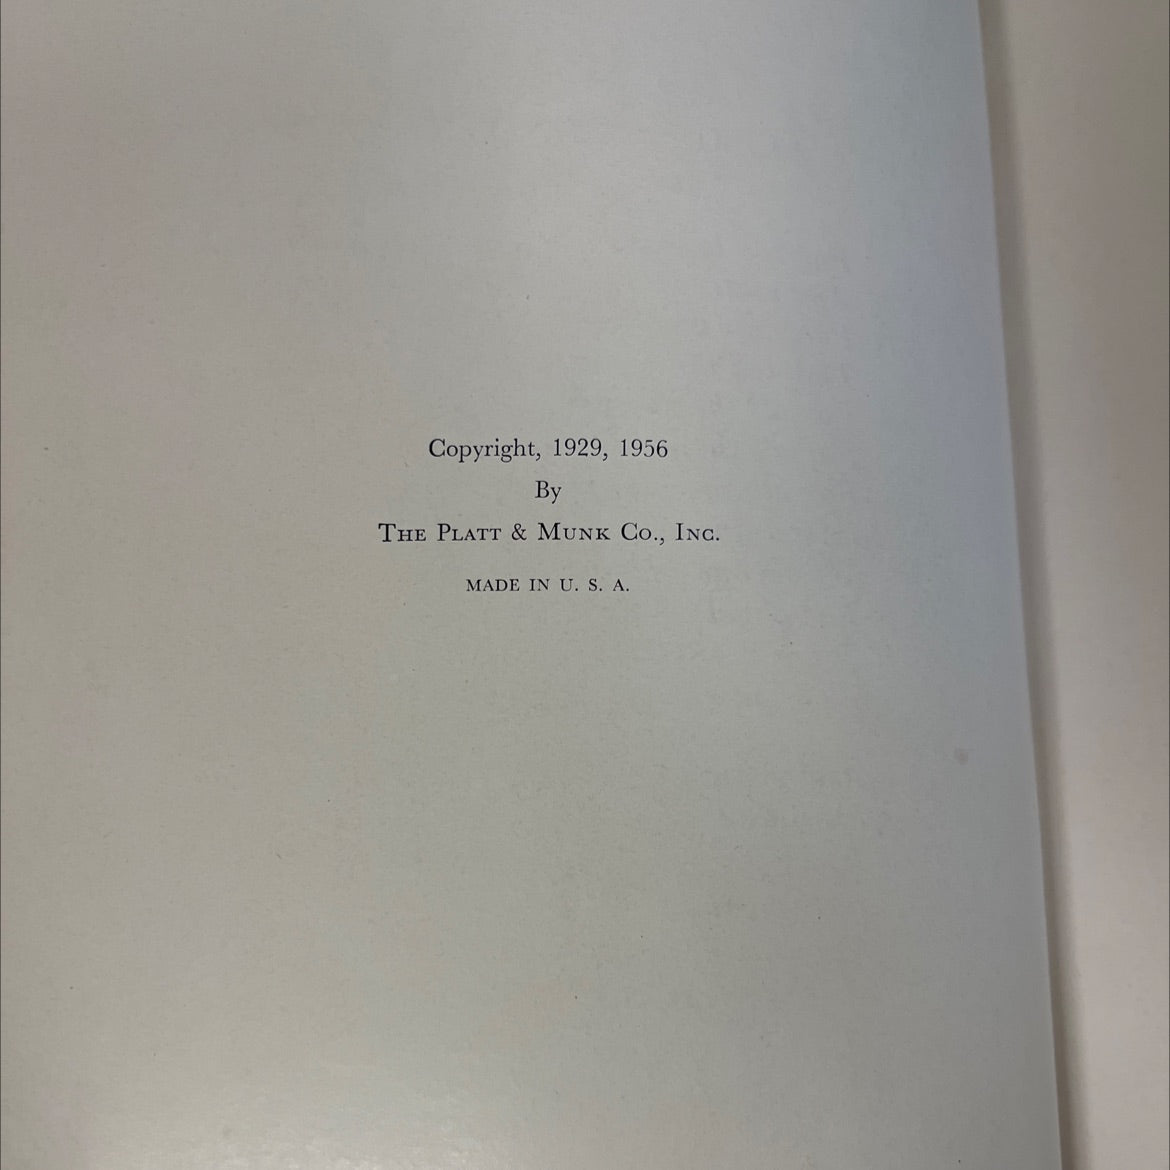 Copyright, 1929, 1956
By
The Platt & Munk Co., Inc.
MADE IN U. S. A.